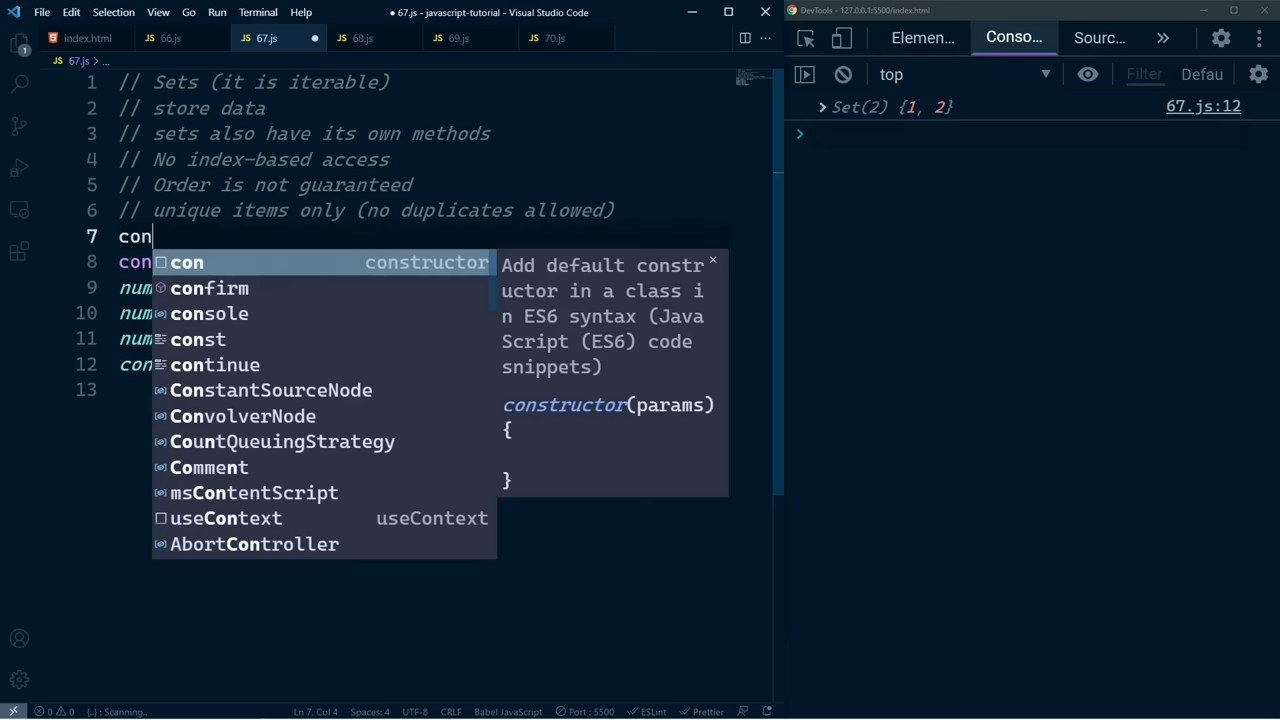 File Edit Selection View Go Run Terminal Help
67.js - javascript-tutorial - Visual Studio Code
DevTools - 127.0.0.1:5500/index.html
index.html
JS 66.js
JS 67.js
JS 68.js
JS 69.js
JS 70.js
Elemen...
Conso...
Sourc...
JS 67.js > ...
top
Filter
Defau
1 // Sets (it is iterable)
2 // store data
3 // sets also have its own methods
4 // No index-based access
5 // Order is not guaranteed
6 // unique items only (no duplicates allowed)
7 con
8 con
9 num
10 num
11 num
12 con
13
con constructor
confirm
console
const
continue
ConstantSourceNode
ConvolverNode
CountQueuingStrategy
Comment
msContentScript
useContext useContext
AbortController
Add default constr
uctor in a class i
n ES6 syntax (Java
Script (ES6) code
snippets)
constructor(params)
{
}
Set(2) {1, 2}
67.js:12
1
0 0 {..} : Scanning.. Ln 7, Col 4 Spaces: 4 UTF-8 CRLF Babel JavaScript Port : 5500 ESLint Prettier